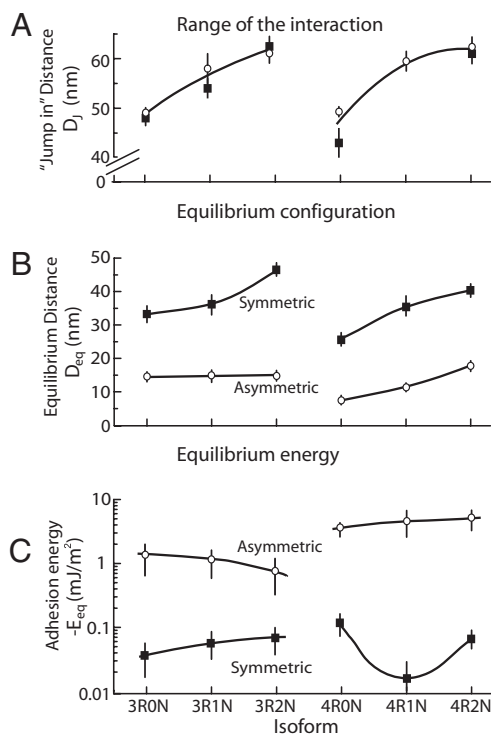 A
Range of the interaction
"Jump in" Distance
D_J (nm)
60
50
40
0
Equilibrium configuration
B
Equilibrium Distance
D_eq (nm)
50
40
30
20
10
0
Symmetric
Asymmetric
Equilibrium energy
C
Adhesion energy
-E_eq (mJ/m²)
10
1
0.1
0.01
Asymmetric
Symmetric
3R0N 3R1N 3R2N 4R0N 4R1N 4R2N
Isoform